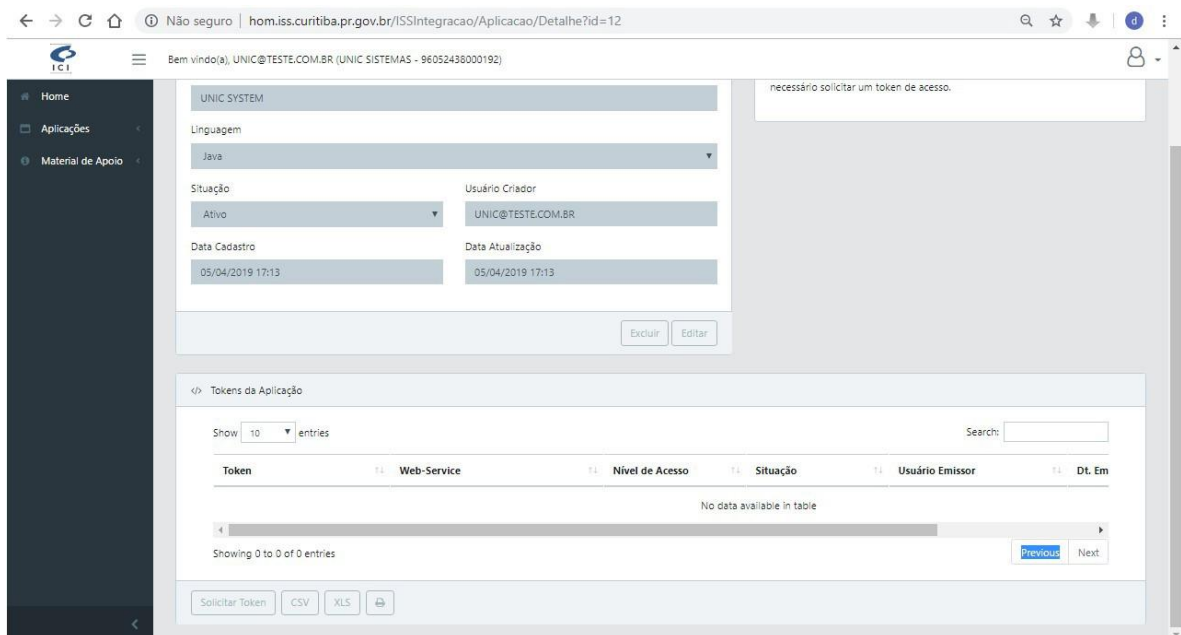 Não seguro | hom.iss.curitiba.pr.gov.br/ISSIntegracao/Aplicacao/Detalhe?id=12
d
ICI
Bem vindo(a), UNIC@TESTE.COM.BR (UNIC SISTEMAS - 96052438000192)
Home
Aplicações
Material de Apoio
UNIC SYSTEM
necessário solicitar um token de acesso.
Linguagem
Java
Situação
Usuário Criador
Ativo
UNIC@TESTE.COM.BR
Data Cadastro
Data Atualização
05/04/2019 17:13
05/04/2019 17:13
Excluir
Editar
</> Tokens da Aplicação
Show 10 entries
Search:
Token Web-Service Nível de Acesso Situação Usuário Emissor Dt. Em
No data available in table
Showing 0 to 0 of 0 entries
Previous Next
Solicitar Token CSV XLS